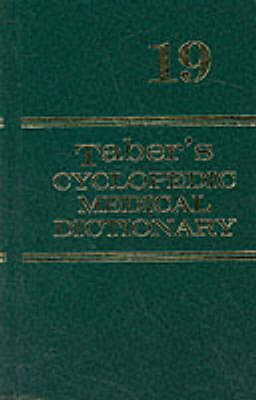 19
Taber's
CYCLOPEDIC
MEDICAL
DICTIONARY